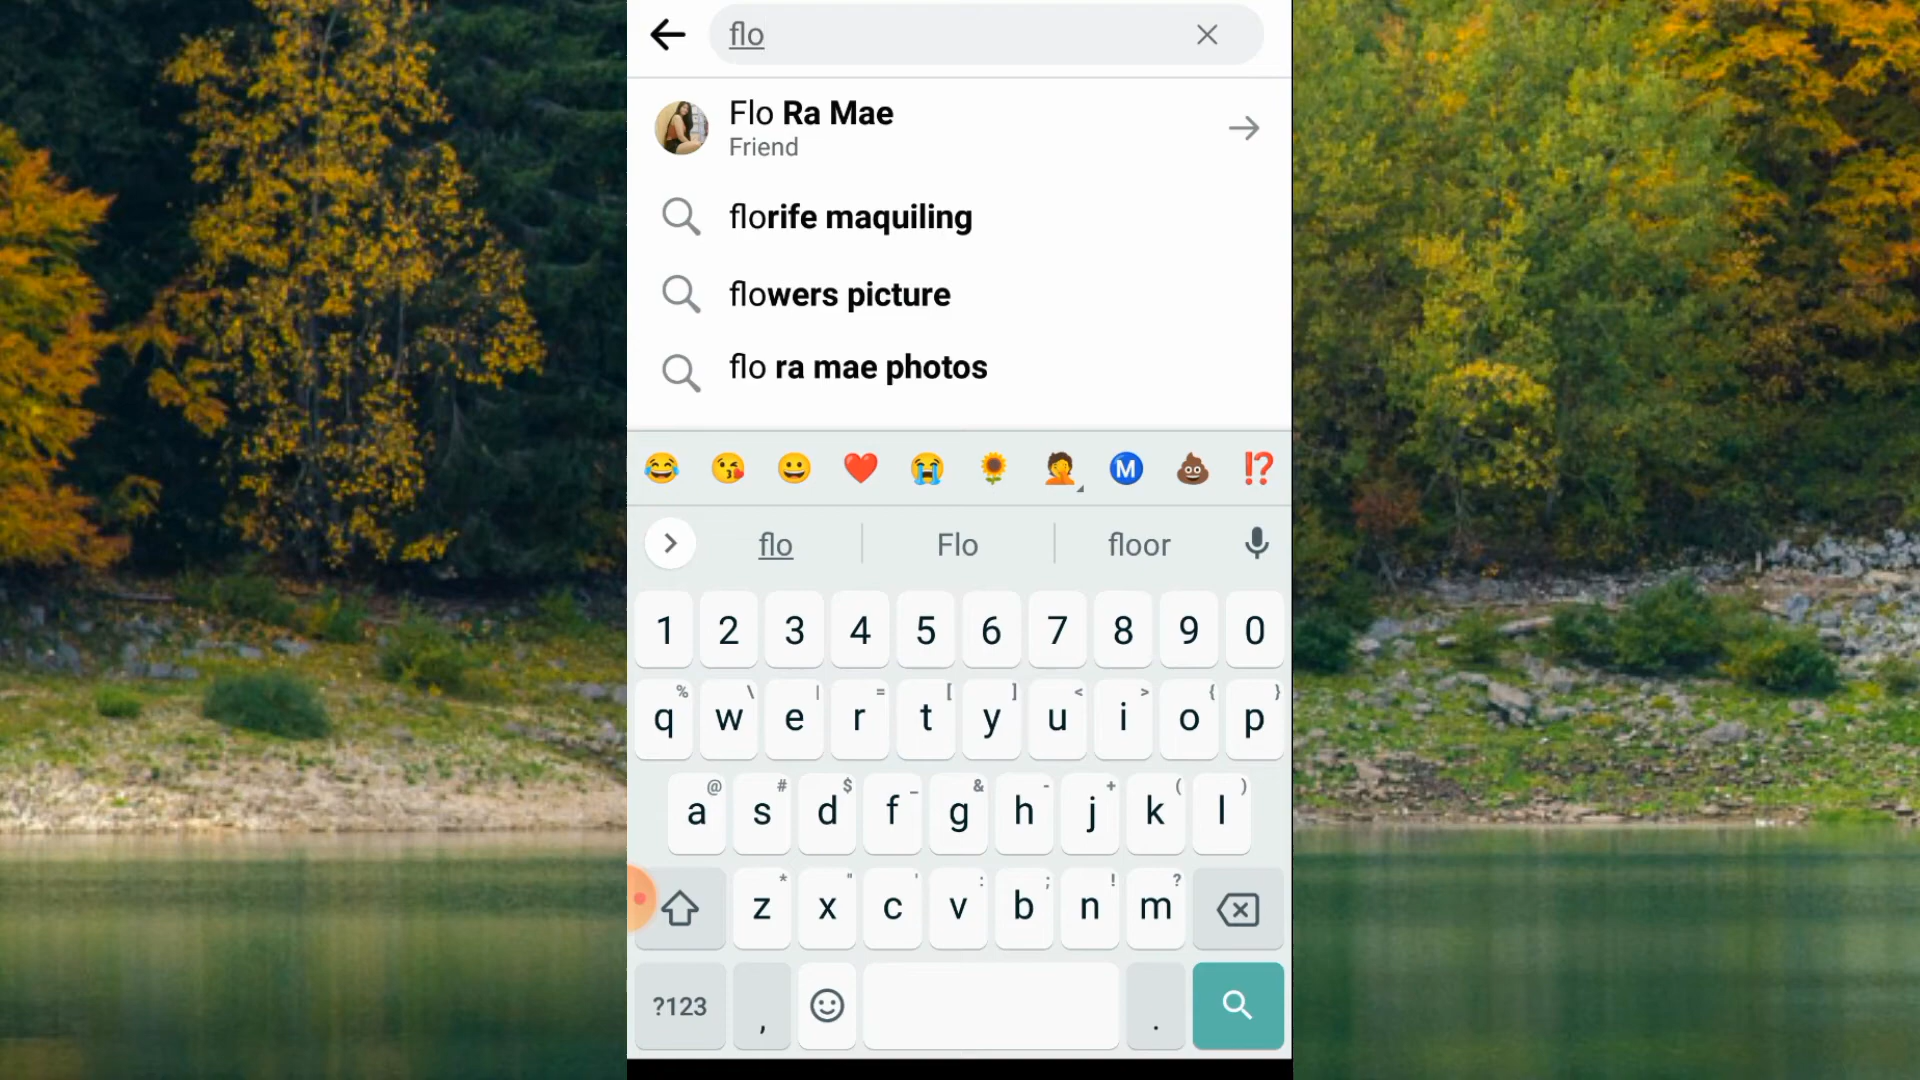 flo
Flo Ra Mae
Friend
florife maquiling
flowers picture
flo ra mae photos
😂 😘 😀 ❤️ 😭 🌻 🤦 Ⓜ️ 💩 ⁉️
flo Flo floor
1 2 3 4 5 6 7 8 9 0
% \ | = [ ] < > { }
q w e r t y u i o p
@ # $ _ & - + ( )
a s d f g h j k l
* " ' : ; ! ?
z x c v b n m
?123 , .